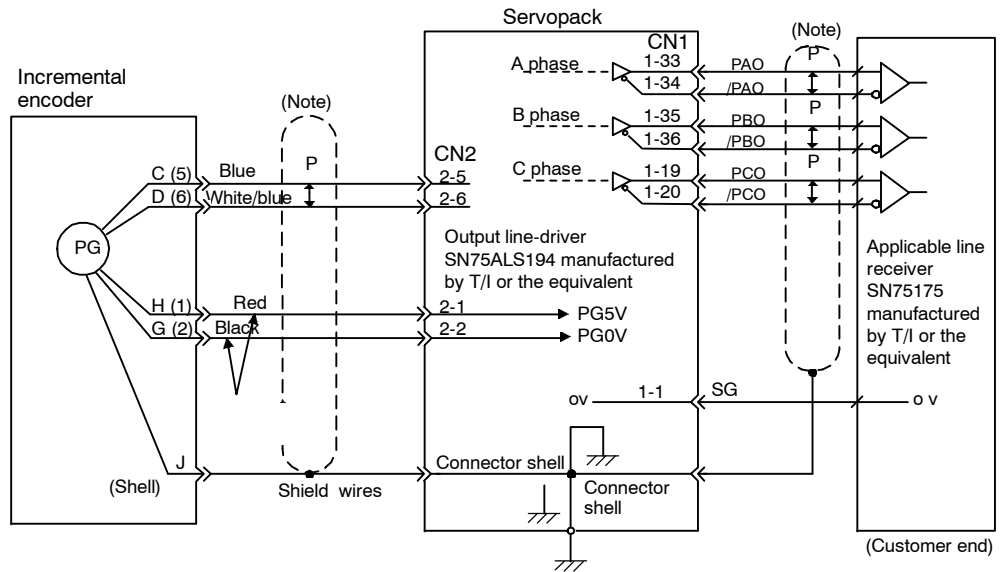 Servopack
Incremental
encoder
(Note)
P
C (5)
Blue
D (6)
White/blue
PG
H (1)
Red
G (2)
Black
J
(Shell)
Shield wires
CN2
2-5
2-6
2-1
2-2
PG5V
PG0V
Output line-driver
SN75ALS194 manufactured
by T/I or the equivalent
CN1
A phase
1-33
1-34
B phase
1-35
1-36
C phase
1-19
1-20
PAO
/PAO
PBO
/PBO
PCO
/PCO
(Note)
P
P
P
ov
1-1
SG
o v
Connector shell
Connector
shell
Applicable line
receiver
SN75175
manufactured
by T/I or the
equivalent
(Customer end)